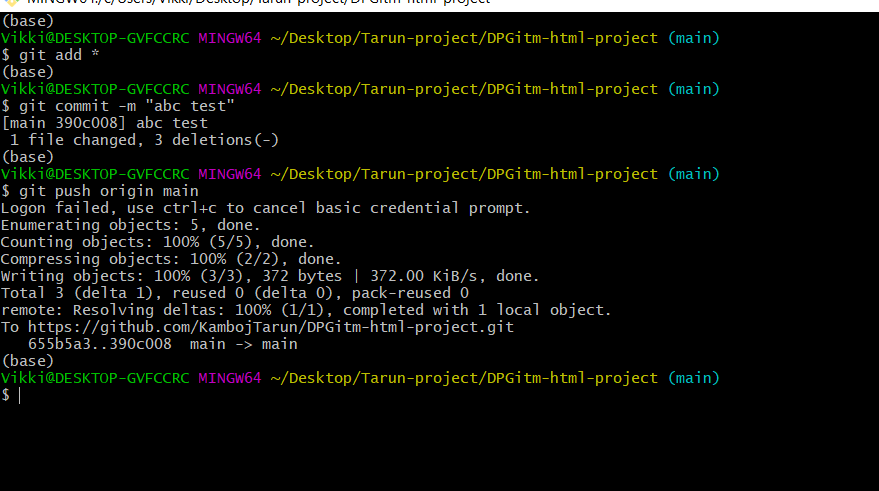 MINGW64:/c/Users/Vikki/Desktop/Tarun-project/DPGitm-html-project
(base)
Vikki@DESKTOP-GVFCCRC MINGW64 ~/Desktop/Tarun-project/DPGitm-html-project (main)
$ git add *
(base)
Vikki@DESKTOP-GVFCCRC MINGW64 ~/Desktop/Tarun-project/DPGitm-html-project (main)
$ git commit -m "abc test"
[main 390c008] abc test
 1 file changed, 3 deletions(-)
(base)
Vikki@DESKTOP-GVFCCRC MINGW64 ~/Desktop/Tarun-project/DPGitm-html-project (main)
$ git push origin main
Logon failed, use ctrl+c to cancel basic credential prompt.
Enumerating objects: 5, done.
Counting objects: 100% (5/5), done.
Compressing objects: 100% (2/2), done.
Writing objects: 100% (3/3), 372 bytes | 372.00 KiB/s, done.
Total 3 (delta 1), reused 0 (delta 0), pack-reused 0
remote: Resolving deltas: 100% (1/1), completed with 1 local object.
To https://github.com/KambojTarun/DPGitm-html-project.git
   655b5a3..390c008  main -> main
(base)
Vikki@DESKTOP-GVFCCRC MINGW64 ~/Desktop/Tarun-project/DPGitm-html-project (main)
$